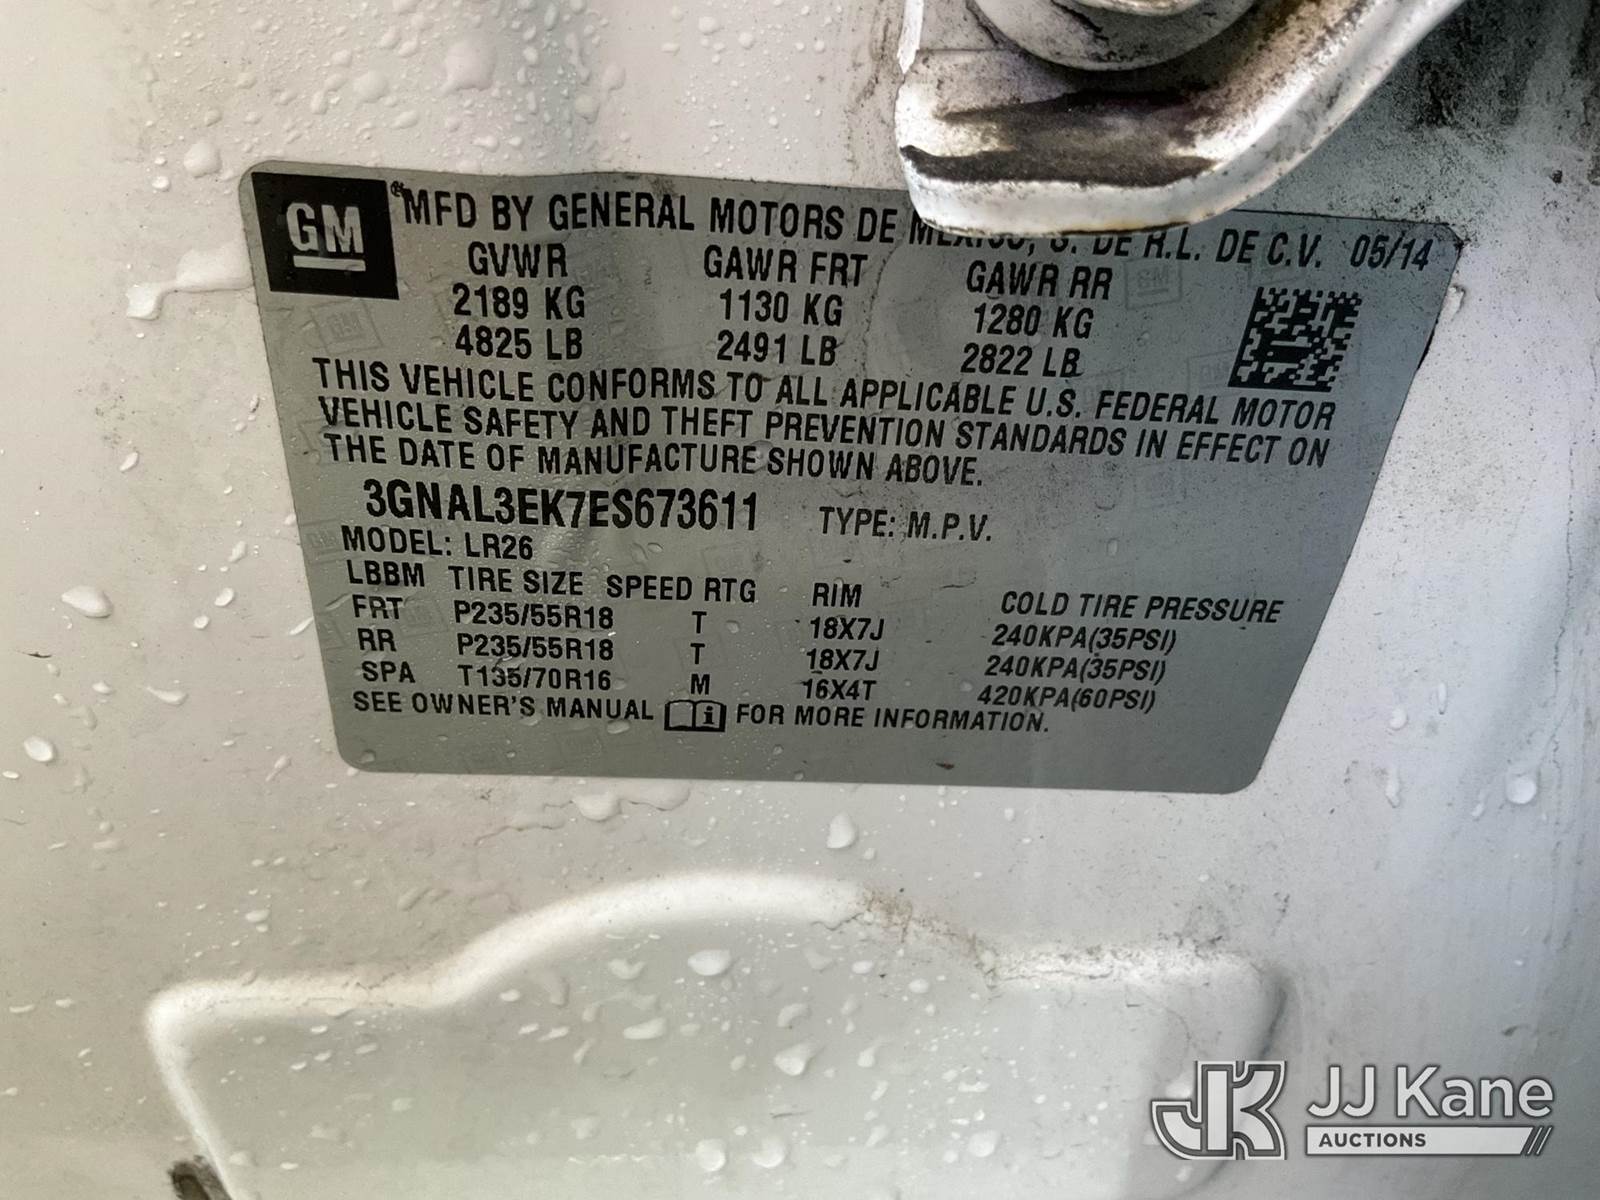 GM
MFD BY GENERAL MOTORS DE MEXICO, S. DE R.L. DE C.V. 05/14
GVWR GAWR FRT GAWR RR
2189 KG 1130 KG 1280 KG
4825 LB 2491 LB 2822 LB
THIS VEHICLE CONFORMS TO ALL APPLICABLE U.S. FEDERAL MOTOR
VEHICLE SAFETY AND THEFT PREVENTION STANDARDS IN EFFECT ON
THE DATE OF MANUFACTURE SHOWN ABOVE.
3GNAL3EK7ES673611 TYPE: M.P.V.
MODEL: LR26
LBBM TIRE SIZE SPEED RTG RIM COLD TIRE PRESSURE
FRT P235/55R18 T 18X7J 240KPA(35PSI)
RR P235/55R18 T 18X7J 240KPA(35PSI)
SPA T135/70R16 M 16X4T 420KPA(60PSI)
SEE OWNER'S MANUAL FOR MORE INFORMATION.
JK JJ Kane
AUCTIONS